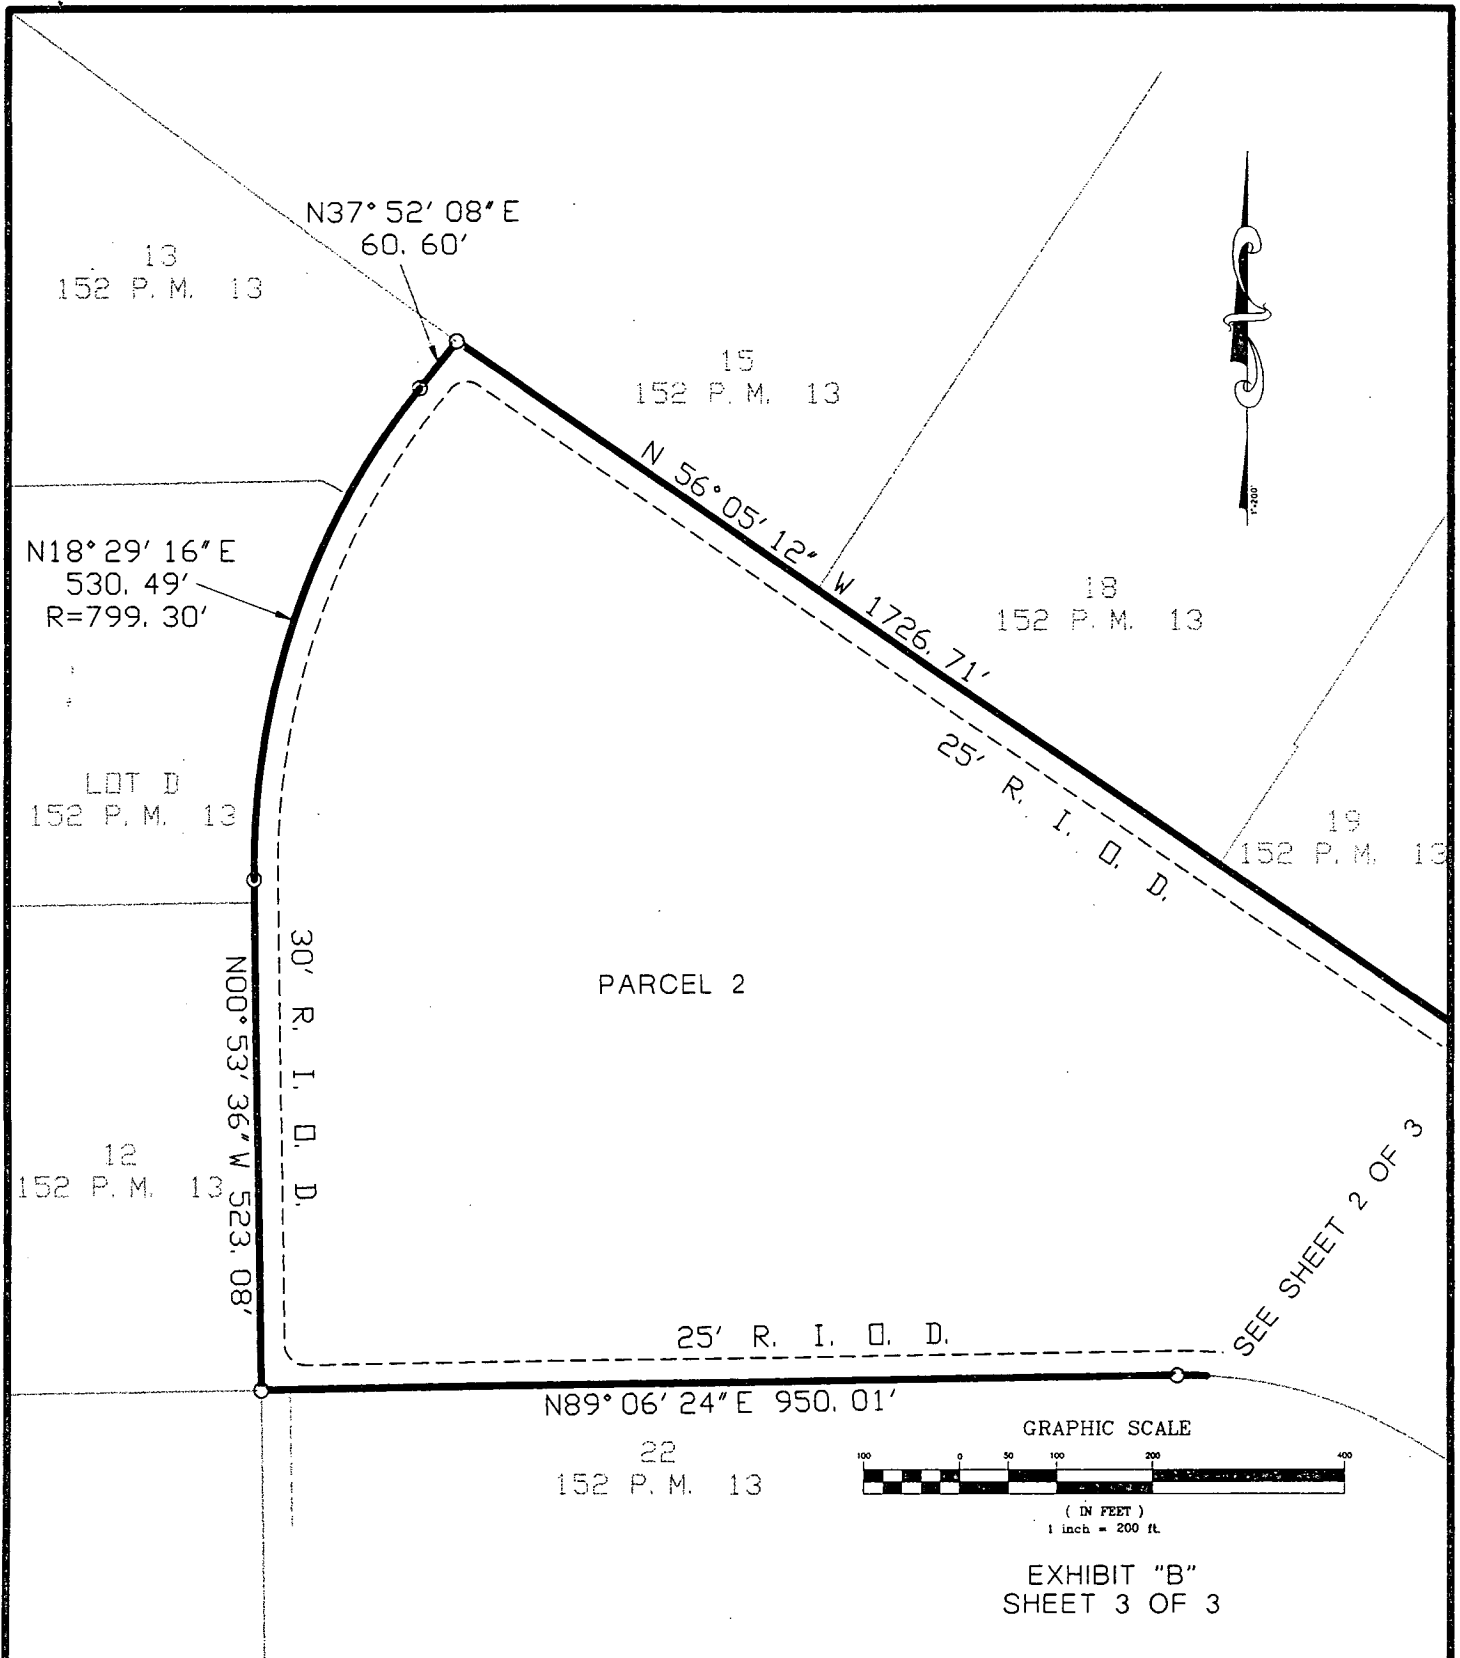 N37° 52' 08" E
60. 60'
13
152 P. M. 13
15
152 P. M. 13
1"=200'
N 56° 05' 12" W 1726. 71'
N18° 29' 16" E
530. 49'
R=799. 30'
18
152 P. M. 13
25' R. I. O. D.
LOT D
152 P. M. 13
19
152 P. M. 13
30' R. I. O. D.
N00° 53' 36" W 523. 08'
PARCEL 2
12
152 P. M. 13
SEE SHEET 2 OF 3
25' R. I. O. D.
N89° 06' 24" E 950. 01'
22
152 P. M. 13
GRAPHIC SCALE
100 0 50 100 200 400
( IN FEET )
1 inch = 200 ft.
EXHIBIT "B"
SHEET 3 OF 3